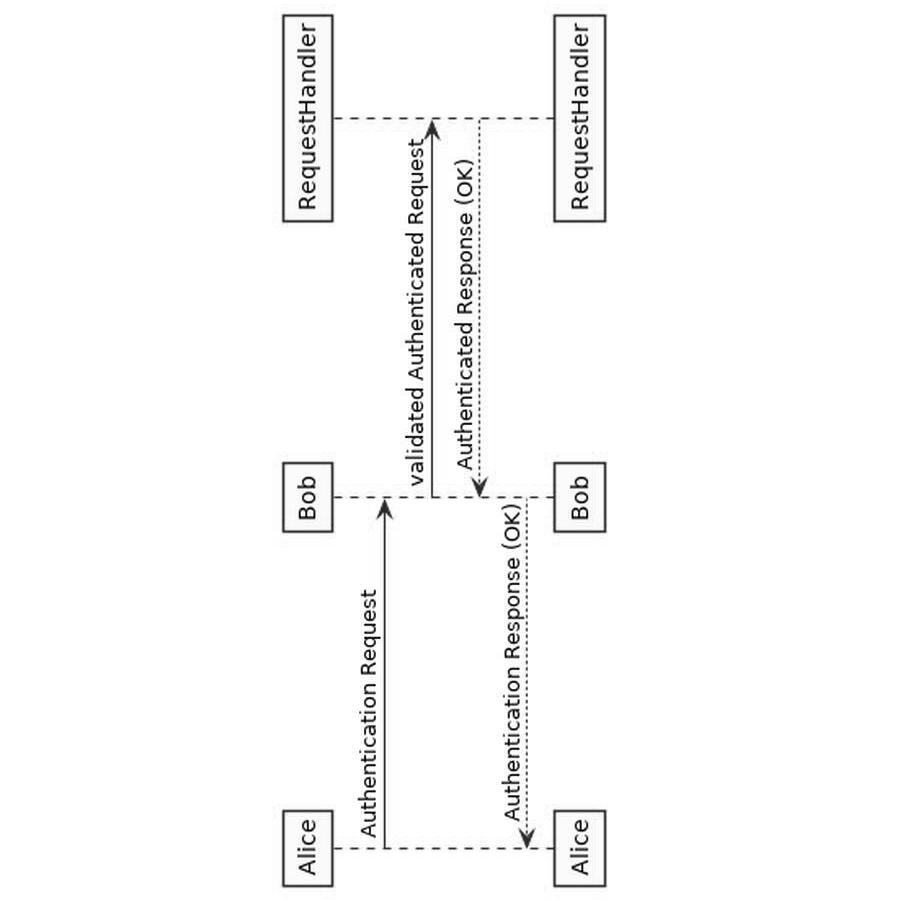 Alice
Bob
RequestHandler
Authentication Request
validated Authenticated Request
Authenticated Response (OK)
Authentication Response (OK)
Alice
Bob
RequestHandler